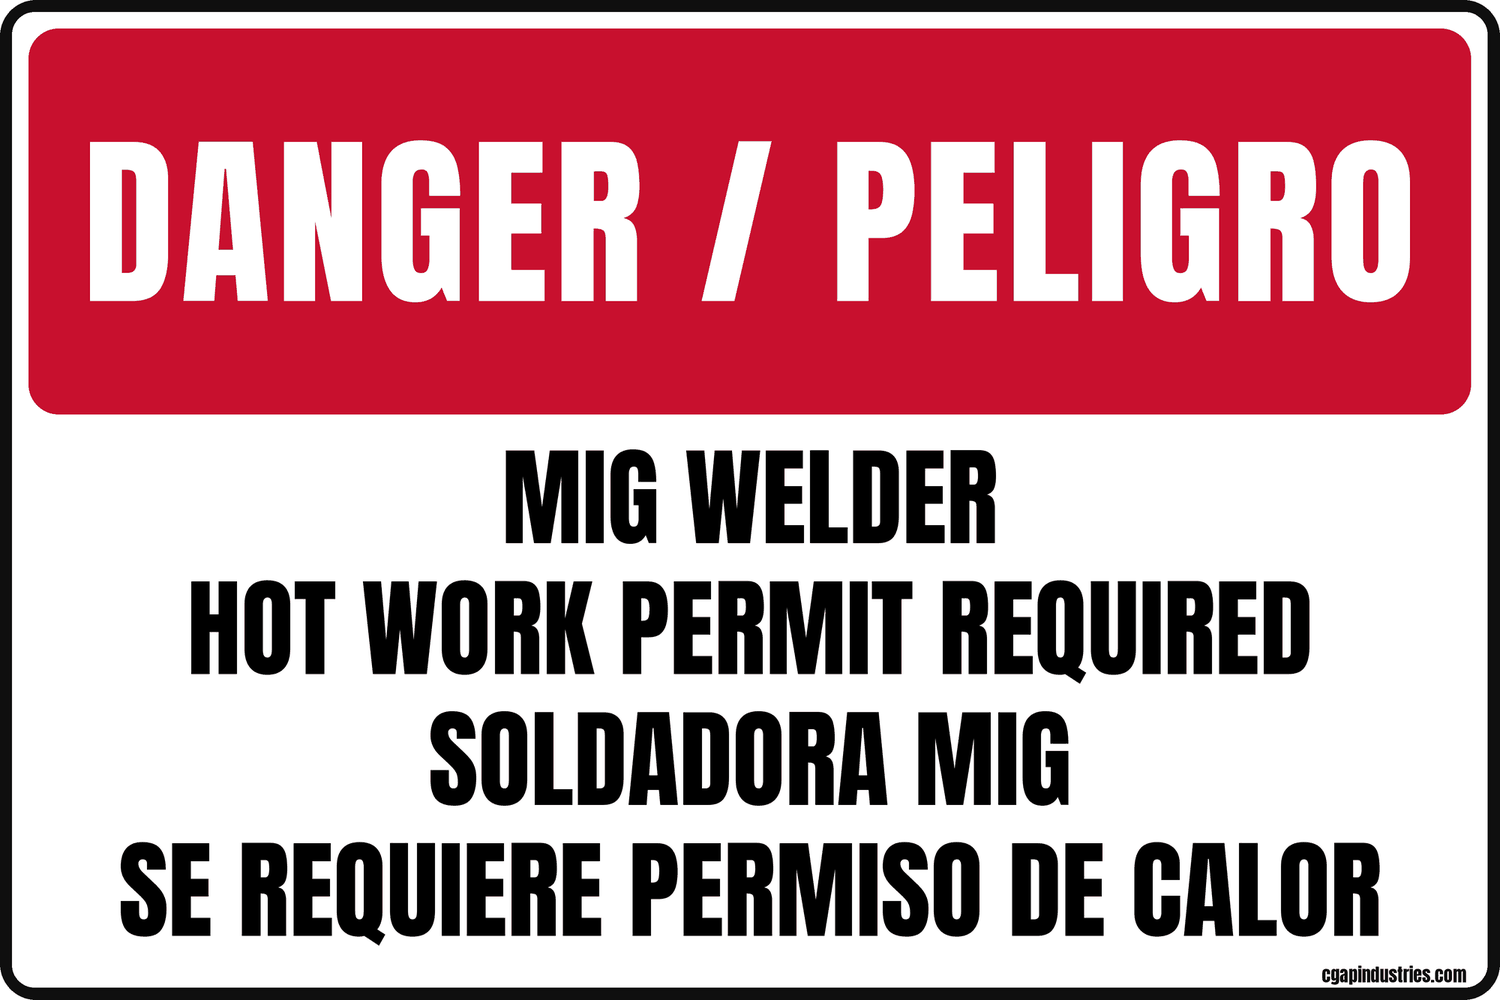 DANGER / PELIGRO
MIG WELDER
HOT WORK PERMIT REQUIRED
SOLDADORA MIG
SE REQUIERE PERMISO DE CALOR
cgapindustries.com